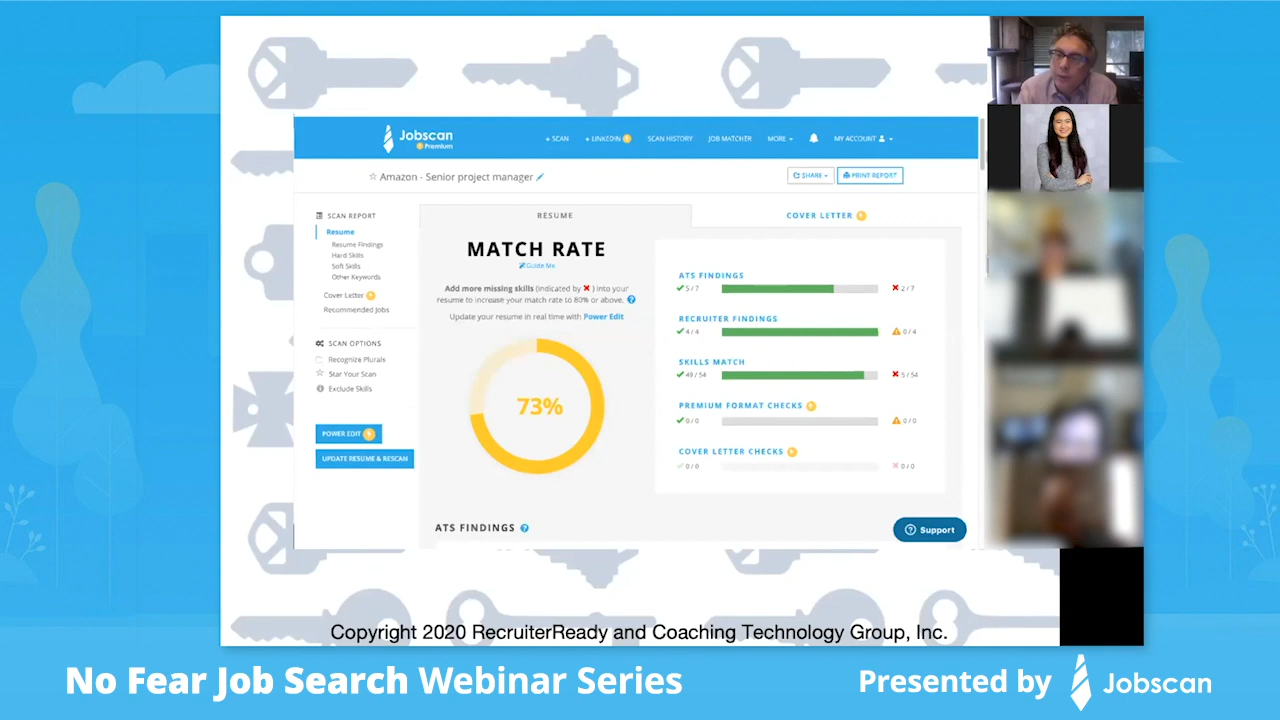 Jobscan
Premium
+ SCAN
+ LINKEDIN
SCAN HISTORY
JOB MATCHER
MORE
MY ACCOUNT
Amazon - Senior project manager
SHARE
PRINT REPORT
SCAN REPORT
Resume
Resume Findings
Hard Skills
Soft Skills
Other Keywords
Cover Letter
Recommended Jobs
SCAN OPTIONS
Recognize Plurals
Star Your Scan
Exclude Skills
POWER EDIT
UPDATE RESUME & RESCAN
RESUME
COVER LETTER
MATCH RATE
Guide Me
Add more missing skills (indicated by ✖ ) into your
resume to increase your match rate to 80% or above. ?
Update your resume in real time with Power Edit
73%
ATS FINDINGS
5 / 7
2 / 7
RECRUITER FINDINGS
4 / 4
0 / 4
SKILLS MATCH
49 / 54
5 / 54
PREMIUM FORMAT CHECKS
0 / 0
0 / 0
COVER LETTER CHECKS
0 / 0
0 / 0
ATS FINDINGS ?
? Support
Copyright 2020 RecruiterReady and Coaching Technology Group, Inc.
No Fear Job Search Webinar Series
Presented by Jobscan